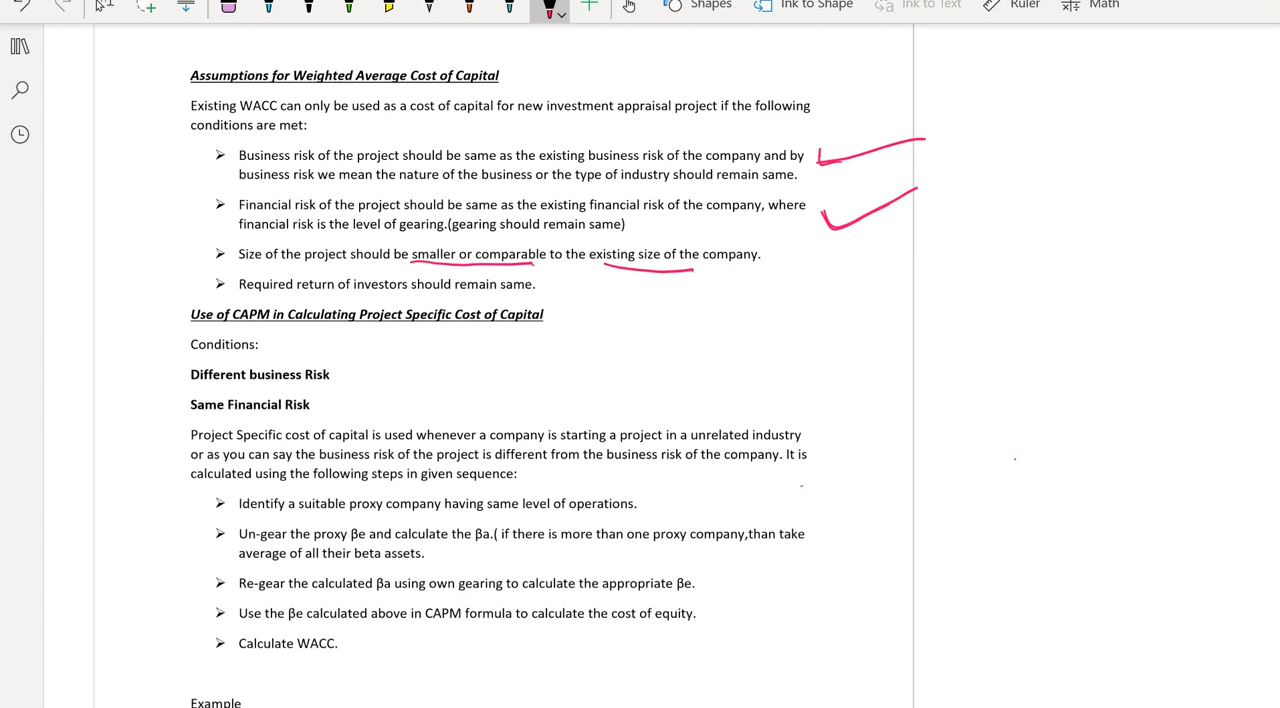 Shapes Ink to Shape Ink to Text Ruler Math
Assumptions for Weighted Average Cost of Capital
Existing WACC can only be used as a cost of capital for new investment appraisal project if the following
conditions are met:
➢ Business risk of the project should be same as the existing business risk of the company and by
business risk we mean the nature of the business or the type of industry should remain same.
➢ Financial risk of the project should be same as the existing financial risk of the company, where
financial risk is the level of gearing.(gearing should remain same)
➢ Size of the project should be smaller or comparable to the existing size of the company.
➢ Required return of investors should remain same.
Use of CAPM in Calculating Project Specific Cost of Capital
Conditions:
Different business Risk
Same Financial Risk
Project Specific cost of capital is used whenever a company is starting a project in a unrelated industry
or as you can say the business risk of the project is different from the business risk of the company. It is
calculated using the following steps in given sequence:
➢ Identify a suitable proxy company having same level of operations.
➢ Un-gear the proxy βe and calculate the βa.( if there is more than one proxy company,than take
average of all their beta assets.
➢ Re-gear the calculated βa using own gearing to calculate the appropriate βe.
➢ Use the βe calculated above in CAPM formula to calculate the cost of equity.
➢ Calculate WACC.
Example